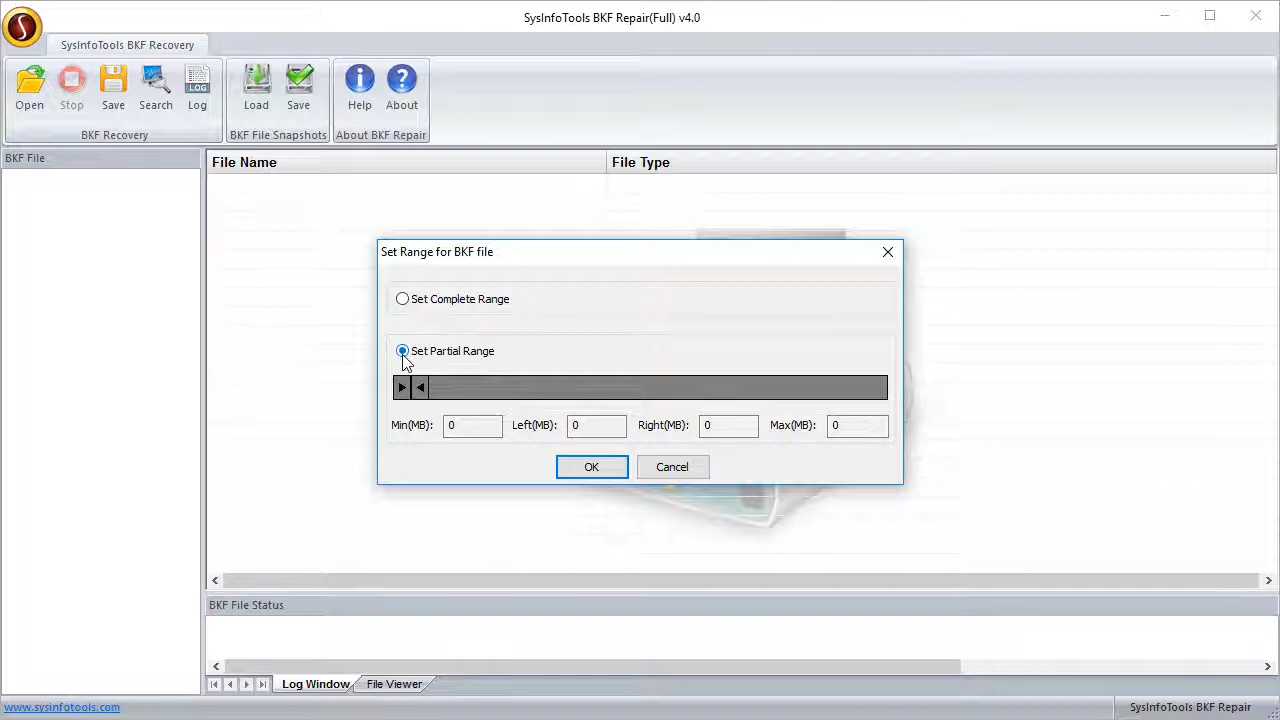 SysInfoTools BKF Repair(Full) v4.0
SysInfoTools BKF Recovery
Open Stop Save Search Log Load Save Help About
LOG
BKF Recovery BKF File Snapshots About BKF Repair
BKF File
File Name File Type
Set Range for BKF file
Set Complete Range
Set Partial Range
Min(MB): 0 Left(MB): 0 Right(MB): 0 Max(MB): 0
OK Cancel
BKF File Status
Log Window File Viewer
www.sysinfotools.com SysInfoTools BKF Repair